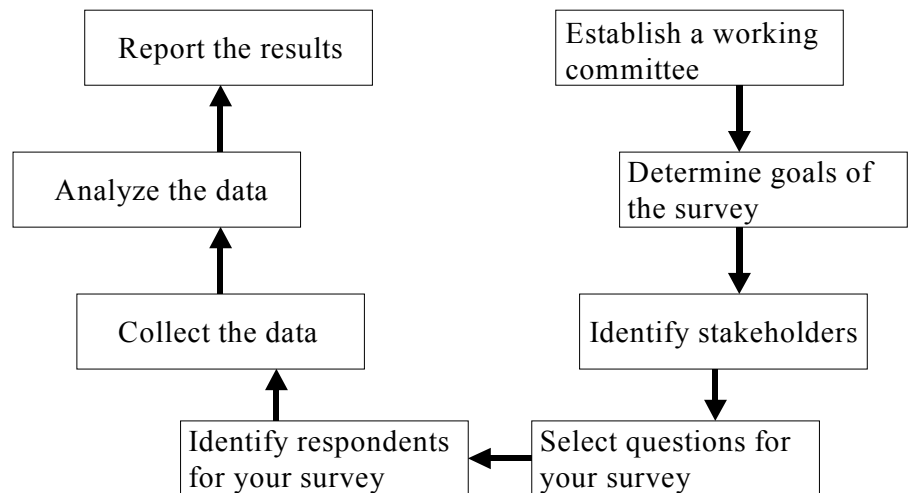 Report the results
Establish a working
committee
Analyze the data
Determine goals of
the survey
Collect the data
Identify stakeholders
Identify respondents
for your survey
Select questions for
your survey